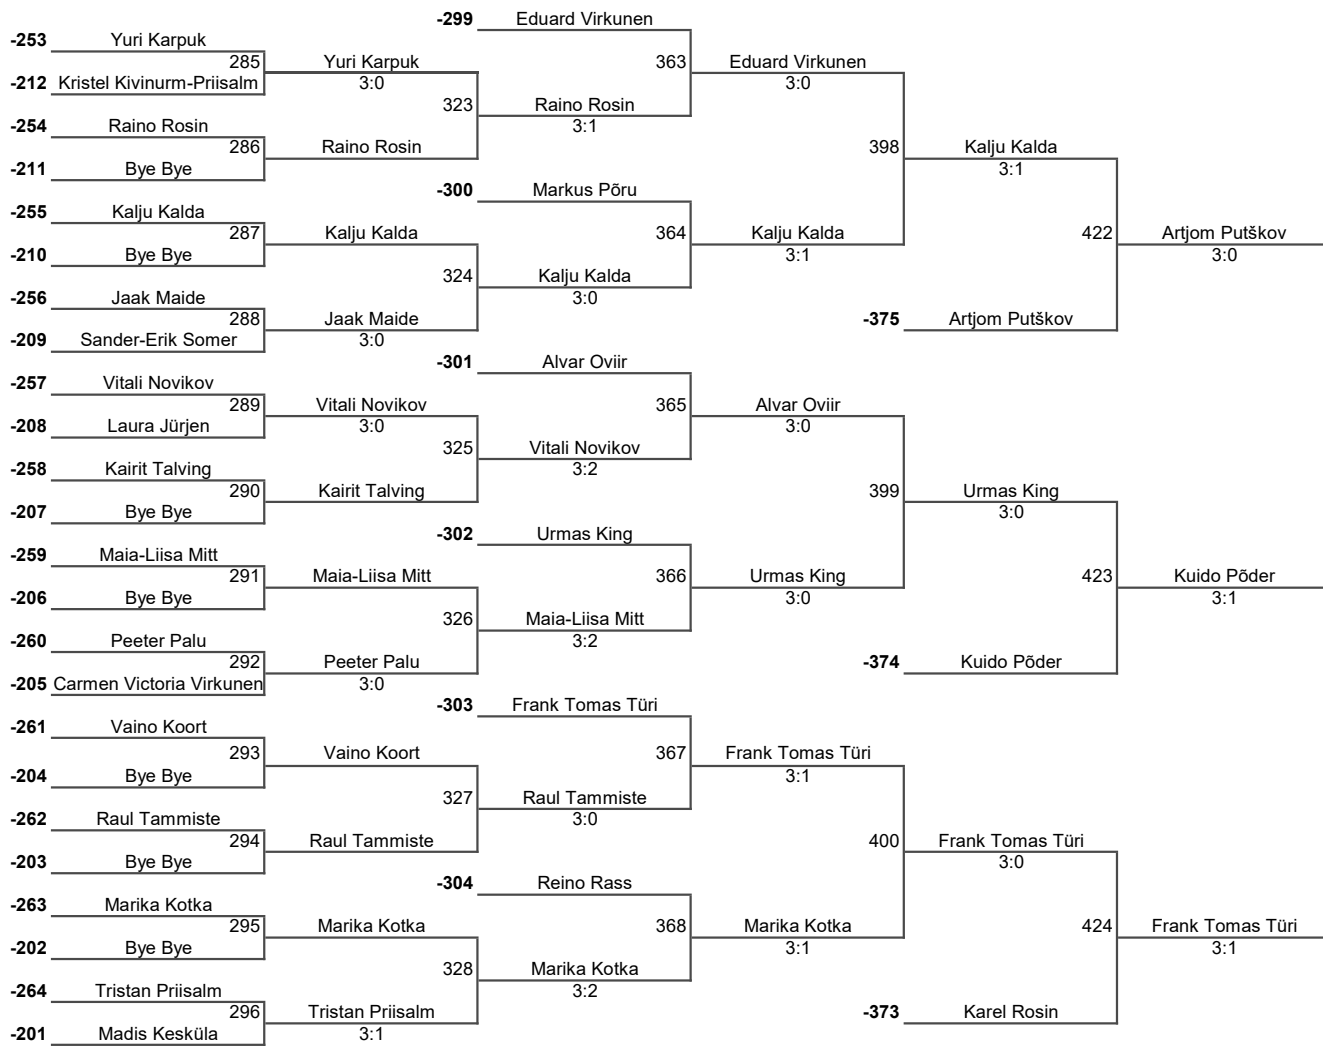 -299 Eduard Virkunen
-253 Yuri Karpuk
285 Yuri Karpuk 363 Eduard Virkunen
-212 Kristel Kivinurm-Priisalm 3:0 3:0
323 Raino Rosin
-254 Raino Rosin 3:1
286 Raino Rosin 398 Kalju Kalda
-211 Bye Bye 3:1
-300 Markus Põru
-255 Kalju Kalda
287 Kalju Kalda 364 Kalju Kalda 422 Artjom Putškov
-210 Bye Bye 3:1 3:0
324 Kalju Kalda
-256 Jaak Maide 3:0
288 Jaak Maide -375 Artjom Putškov
-209 Sander-Erik Somer 3:0
-301 Alvar Oviir
-257 Vitali Novikov
289 Vitali Novikov 365 Alvar Oviir
-208 Laura Jürjen 3:0 3:0
325 Vitali Novikov
-258 Kairit Talving 3:2
290 Kairit Talving 399 Urmas King
-207 Bye Bye 3:0
-302 Urmas King
-259 Maia-Liisa Mitt
291 Maia-Liisa Mitt 366 Urmas King 423 Kuido Põder
-206 Bye Bye 3:0 3:1
326 Maia-Liisa Mitt
-260 Peeter Palu 3:2
292 Peeter Palu -374 Kuido Põder
-205 Carmen Victoria Virkunen 3:0
-303 Frank Tomas Türi
-261 Vaino Koort
293 Vaino Koort 367 Frank Tomas Türi
-204 Bye Bye 3:1
327 Raul Tammiste
-262 Raul Tammiste 3:0
294 Raul Tammiste 400 Frank Tomas Türi
-203 Bye Bye 3:0
-304 Reino Rass
-263 Marika Kotka
295 Marika Kotka 368 Marika Kotka 424 Frank Tomas Türi
-202 Bye Bye 3:1 3:1
328 Marika Kotka
-264 Tristan Priisalm 3:2
296 Tristan Priisalm -373 Karel Rosin
-201 Madis Kesküla 3:1